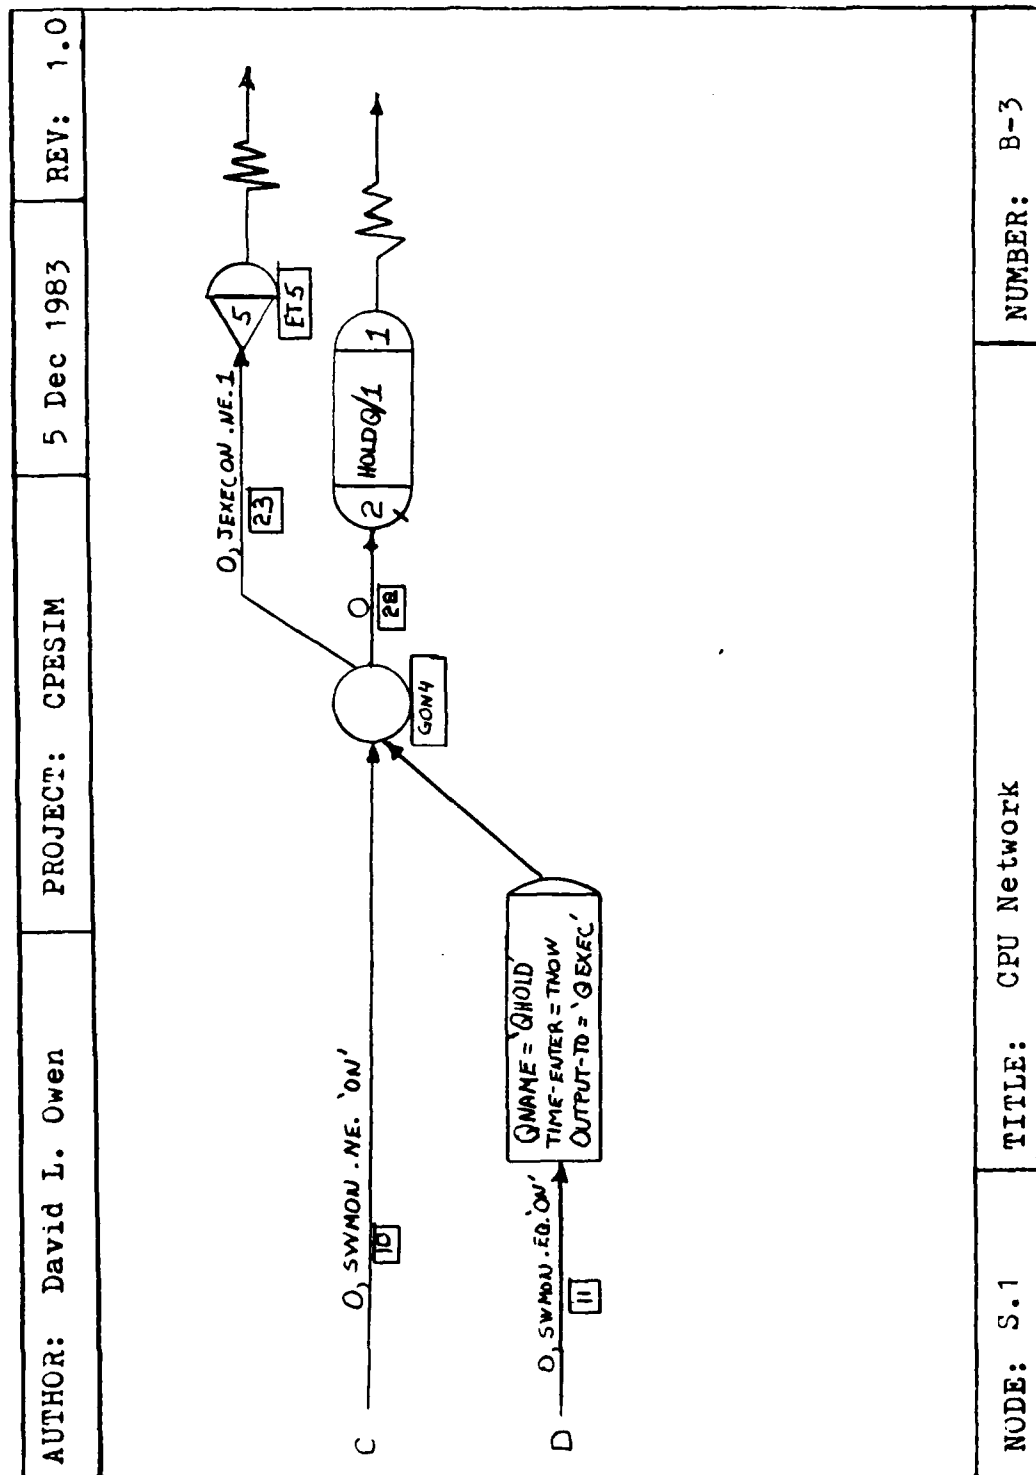 AUTHOR: David L. Owen
PROJECT: CPESIM
5 Dec 1983
REV: 1.0
O, JEXECON .NE. 1
23
5
ET5
C
O, SWMON .NE. 'ON'
10
GON4
O
22
2
HOLDQ/1
1
D
O, SWMON .EQ. 'ON'
11
QNAME = 'QHOLD'
TIME-ENTER = TNOW
OUTPUT-TO = 'QEXEC'
NODE: S.1
TITLE: CPU Network
NUMBER: B-3